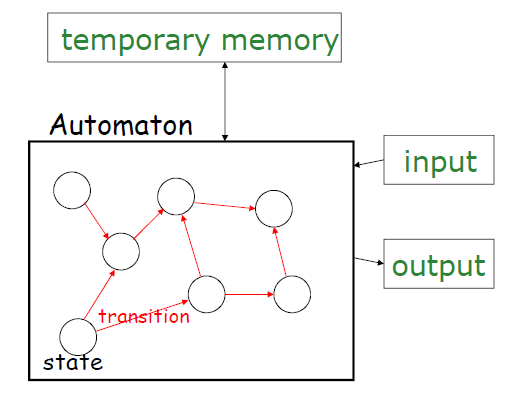 temporary memory
Automaton
input
output
transition
state